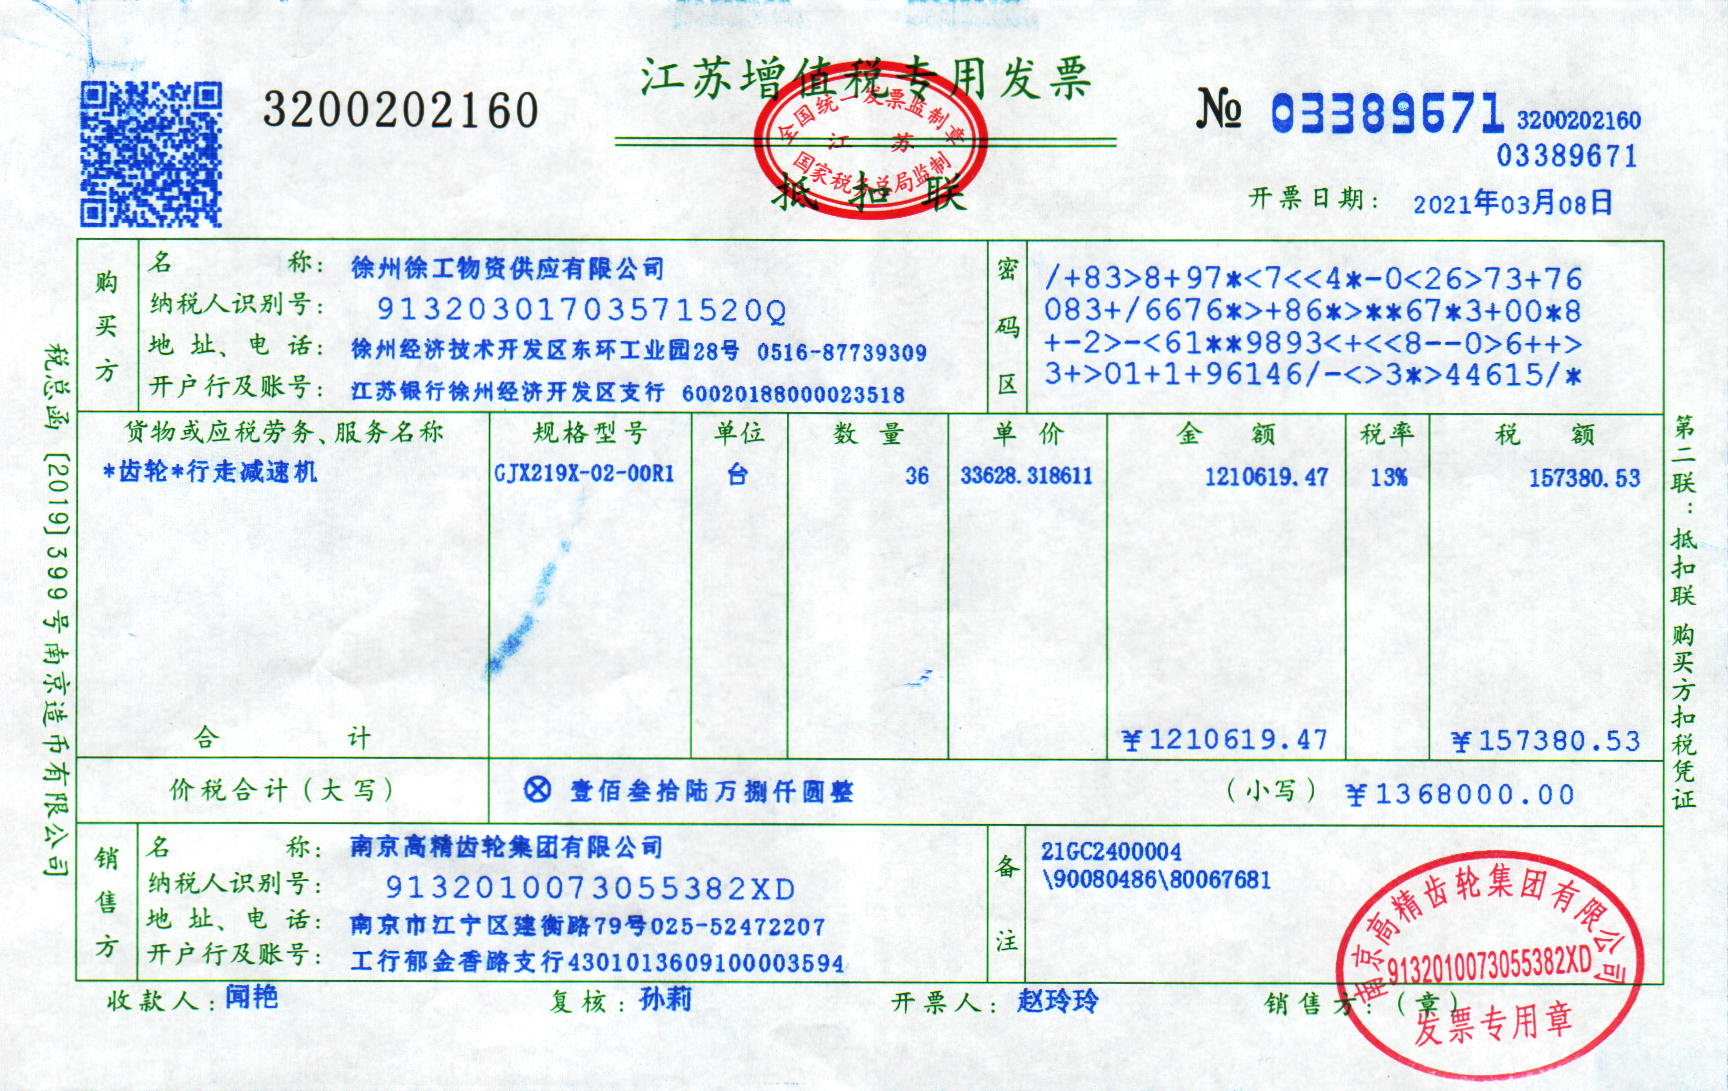 江苏增值税专用发票
全国统一发票监制章
江苏
国家税务总局监制
抵扣联
3200202160
№ 03389671 3200202160
03389671
开票日期： 2021年03月08日
购买方
名称： 徐州徐工物资供应有限公司
纳税人识别号： 91320301703571520Q
地址、电话： 徐州经济技术开发区东环工业园28号 0516-87739309
开户行及账号： 江苏银行徐州经济开发区支行 60020188000023518
密码区
/+83>8+97*<7<<4*-0<26>73+76
083+/6676*>+86*>**67*3+00*8
+-2>-<61**9893<+<<8--0>6++>
3+>01+1+96146/-<>3*>44615/*
货物或应税劳务、服务名称 规格型号 单位 数量 单价 金额 税率 税额
*齿轮*行走减速机 GJX219X-02-00R1 台 36 33628.318611 1210619.47 13% 157380.53
合计 ¥1210619.47 ¥157380.53
价税合计（大写） ⊗ 壹佰叁拾陆万捌仟圆整 （小写） ¥1368000.00
销售方
名称： 南京高精齿轮集团有限公司
纳税人识别号： 9132010073055382XD
地址、电话： 南京市江宁区建衡路79号025-52472207
开户行及账号： 工行郁金香路支行4301013609100003594
备注
21GC2400004
\90080486\80067681
收款人： 闻艳 复核： 孙莉 开票人： 赵玲玲 销售方：（章）
南京高精齿轮集团有限公司
9132010073055382XD
发票专用章
税总函〔2019〕3999号南京造币有限公司
第二联：抵扣联 购买方扣税凭证